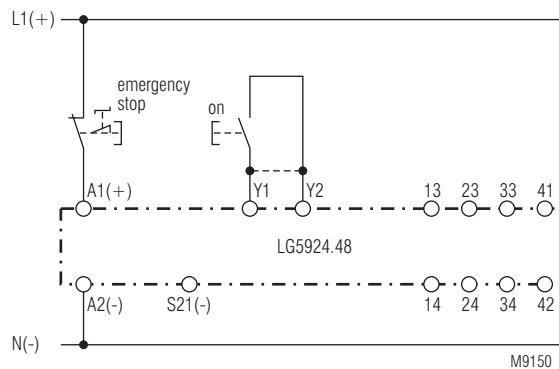 L1(+)
emergency
stop
on
A1(+) Y1 Y2 13 23 33 41
LG5924.48
A2(-) S21(-) 14 24 34 42
N(-)
M9150